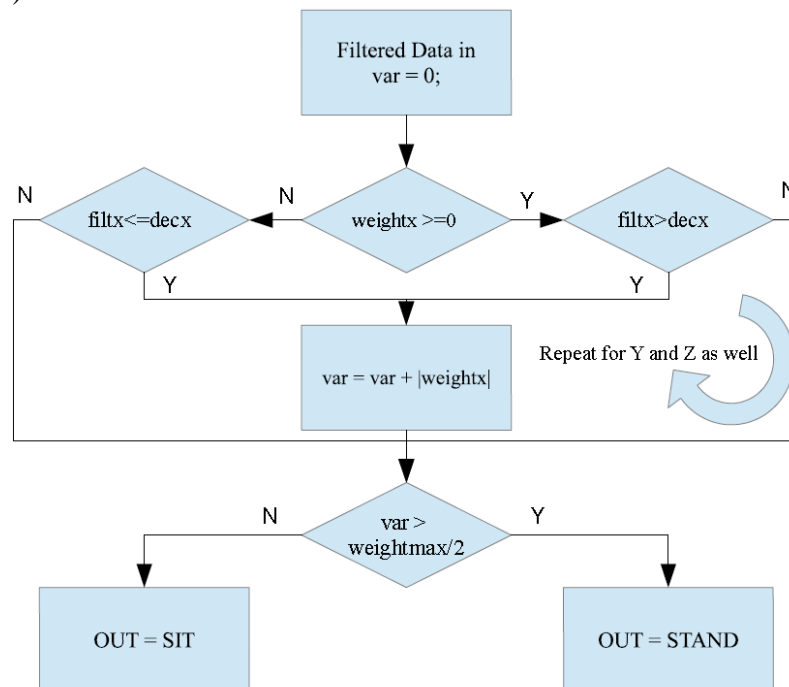 )
Filtered Data in
var = 0;
N
filtx<=decx
N
weightx >=0
Y
filtx>decx
N
Y
Y
var = var + |weightx|
Repeat for Y and Z as well
N
var >
weightmax/2
Y
OUT = SIT
OUT = STAND